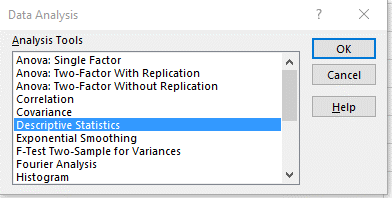 Data Analysis
? ×
Analysis Tools
Anova: Single Factor
Anova: Two-Factor With Replication
Anova: Two-Factor Without Replication
Correlation
Covariance
Descriptive Statistics
Exponential Smoothing
F-Test Two-Sample for Variances
Fourier Analysis
Histogram
OK
Cancel
Help